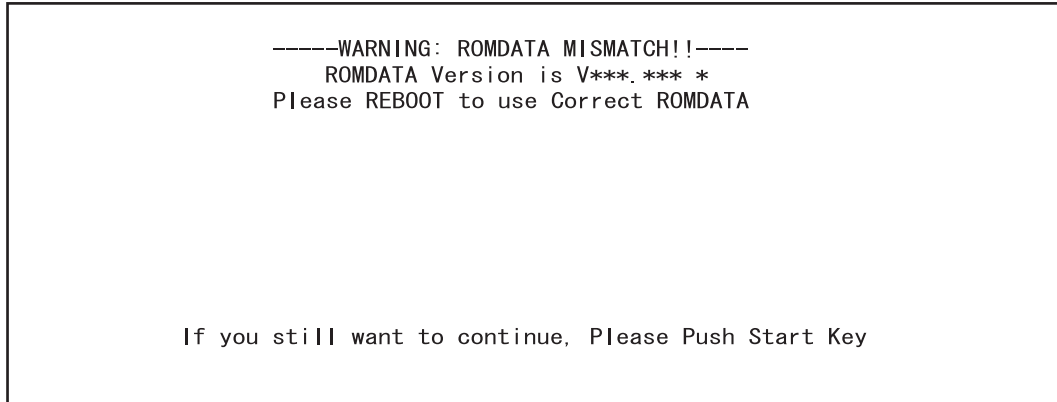 -----WARNING: ROMDATA MISMATCH!!----
ROMDATA Version is V***.*** *
Please REBOOT to use Correct ROMDATA
If you still want to continue, Please Push Start Key